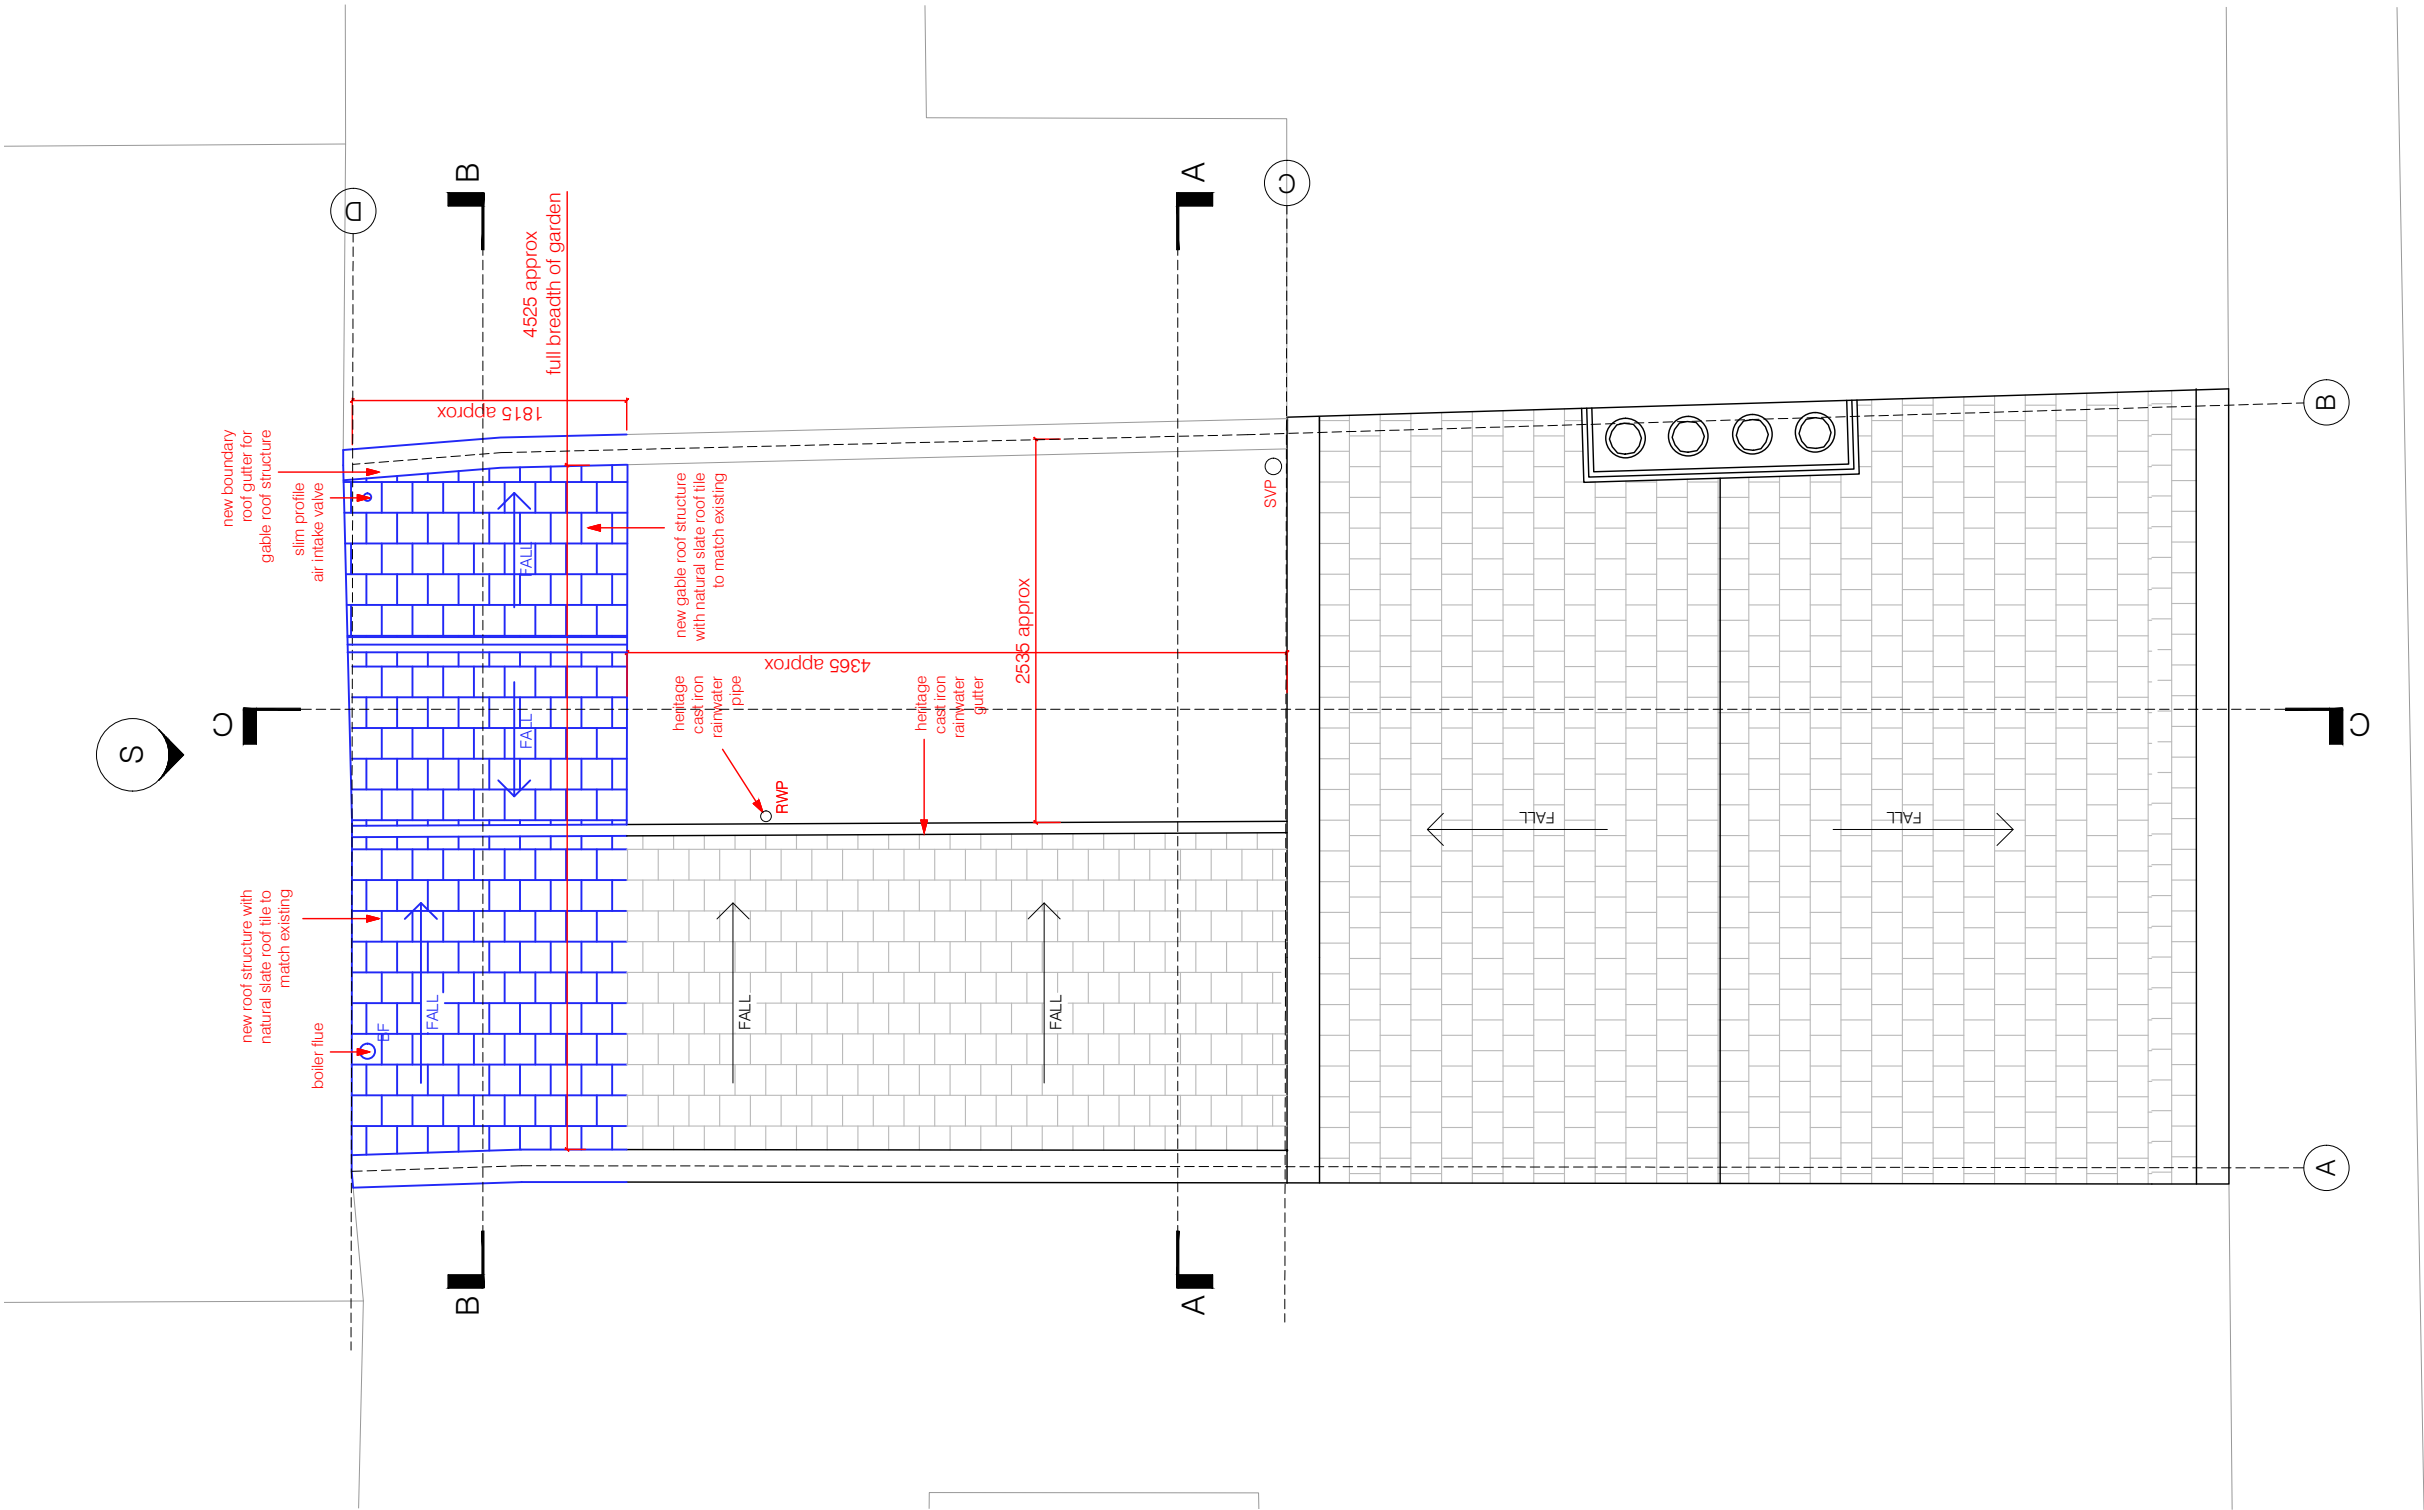 B
A
C
D
4525 approx
full breadth of garden
1815 approx
B
new boundary
roof gutter for
gable roof structure
slim profile
air intake valve
SVP
new gable roof structure
with natural slate roof tile
to match existing
FALL
2535 approx
4365 approx
heritage
cast iron
rainwater
pipe
heritage
cast iron
rainwater
gutter
C
S
FALL
C
RWP
FALL
FALL
new roof structure with
natural slate roof tile to
match existing
boiler flue
BF
FALL
FALL
FALL
A
B
A